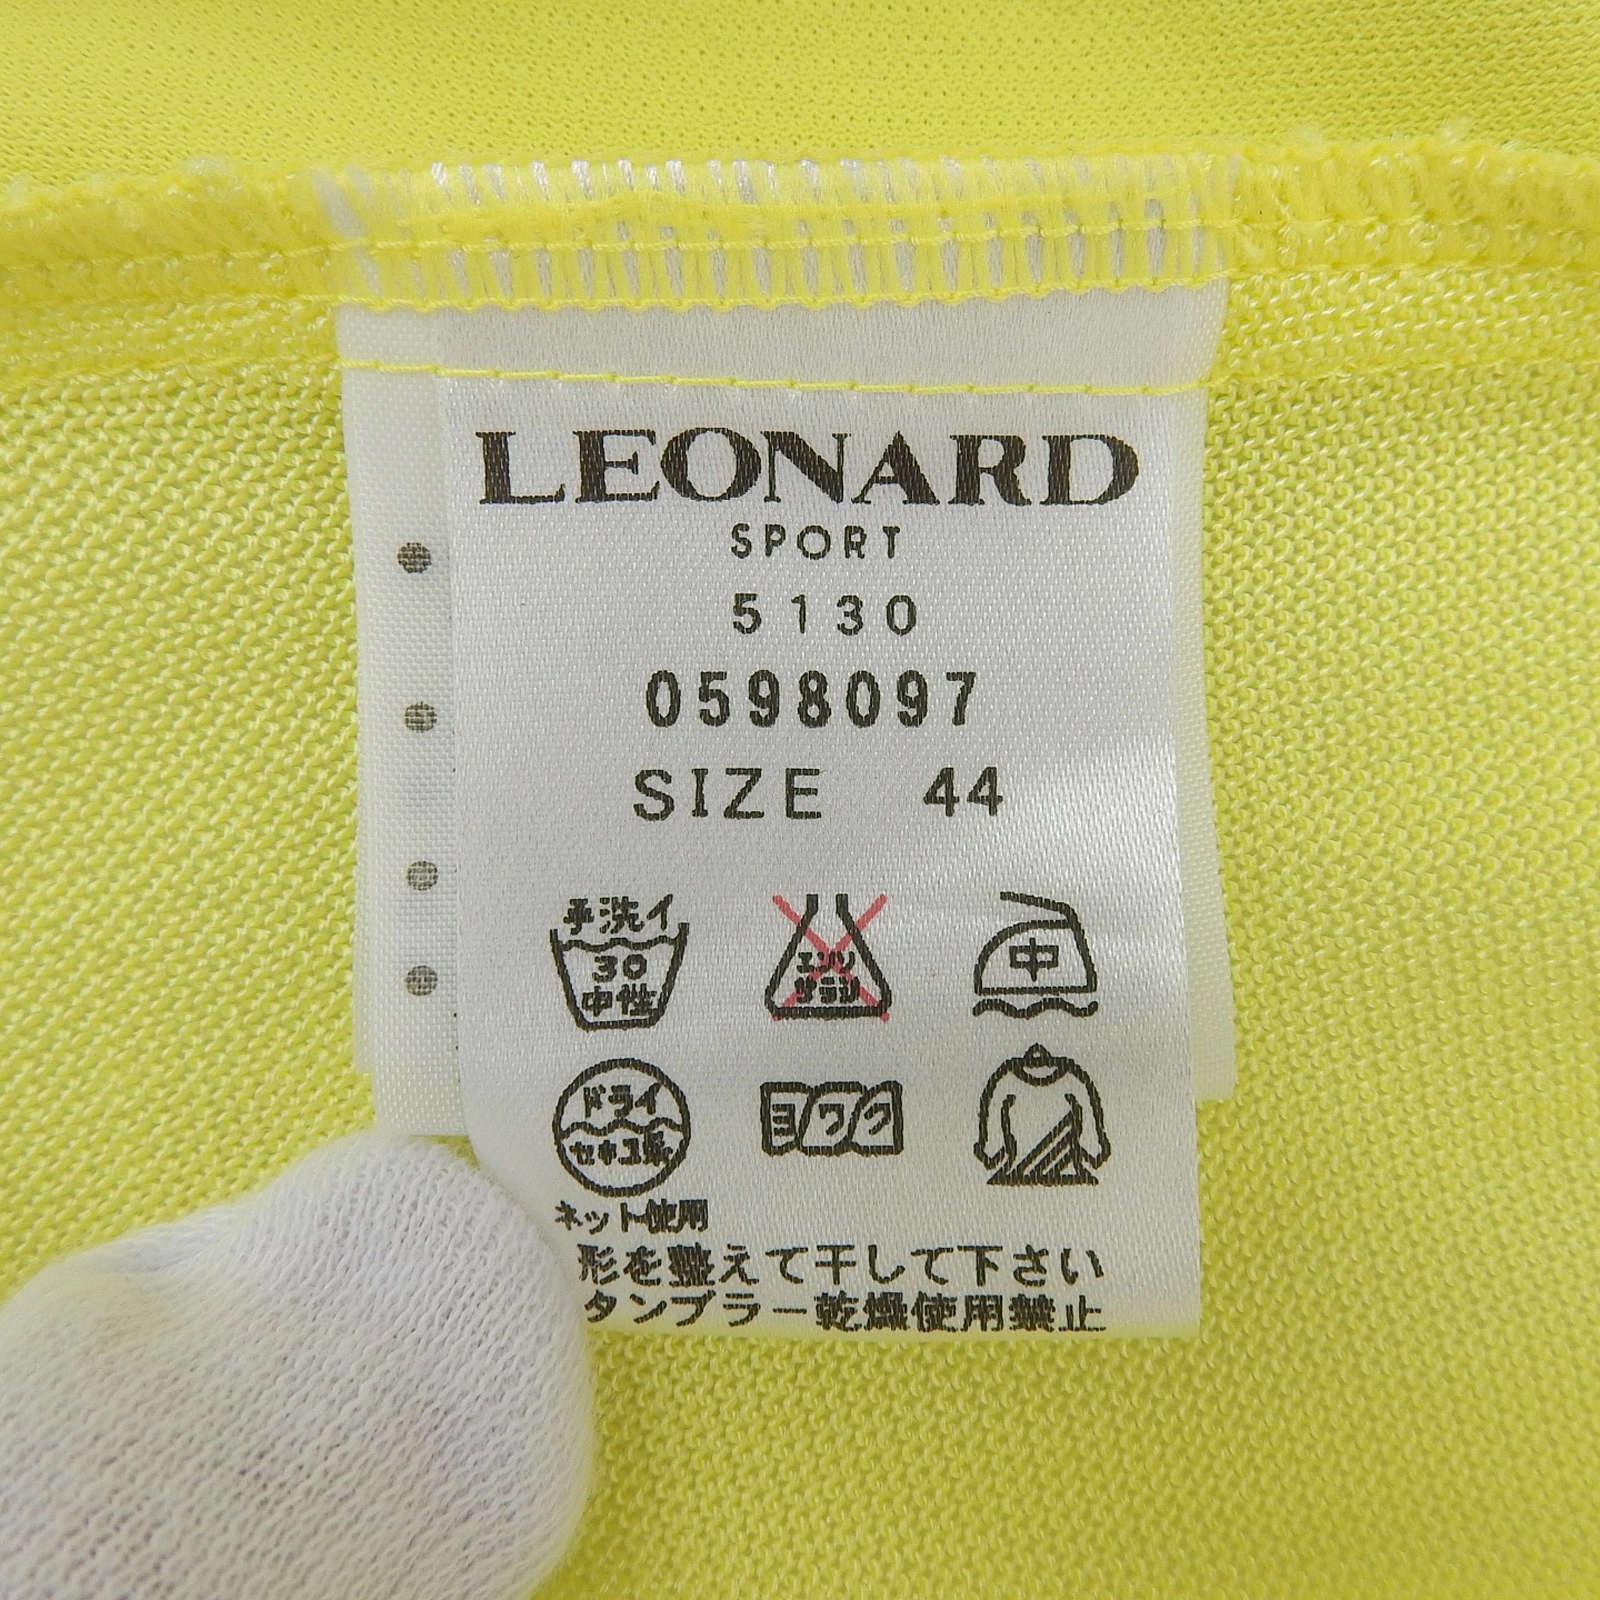 LEONARD
SPORT
5130
0598097
SIZE 44
手洗イ
30
中性
エンソ
サラシ
中
ドライ
セキユ系
ヨワク
ネット使用
形を整えて干して下さい
タンブラー乾燥使用禁止